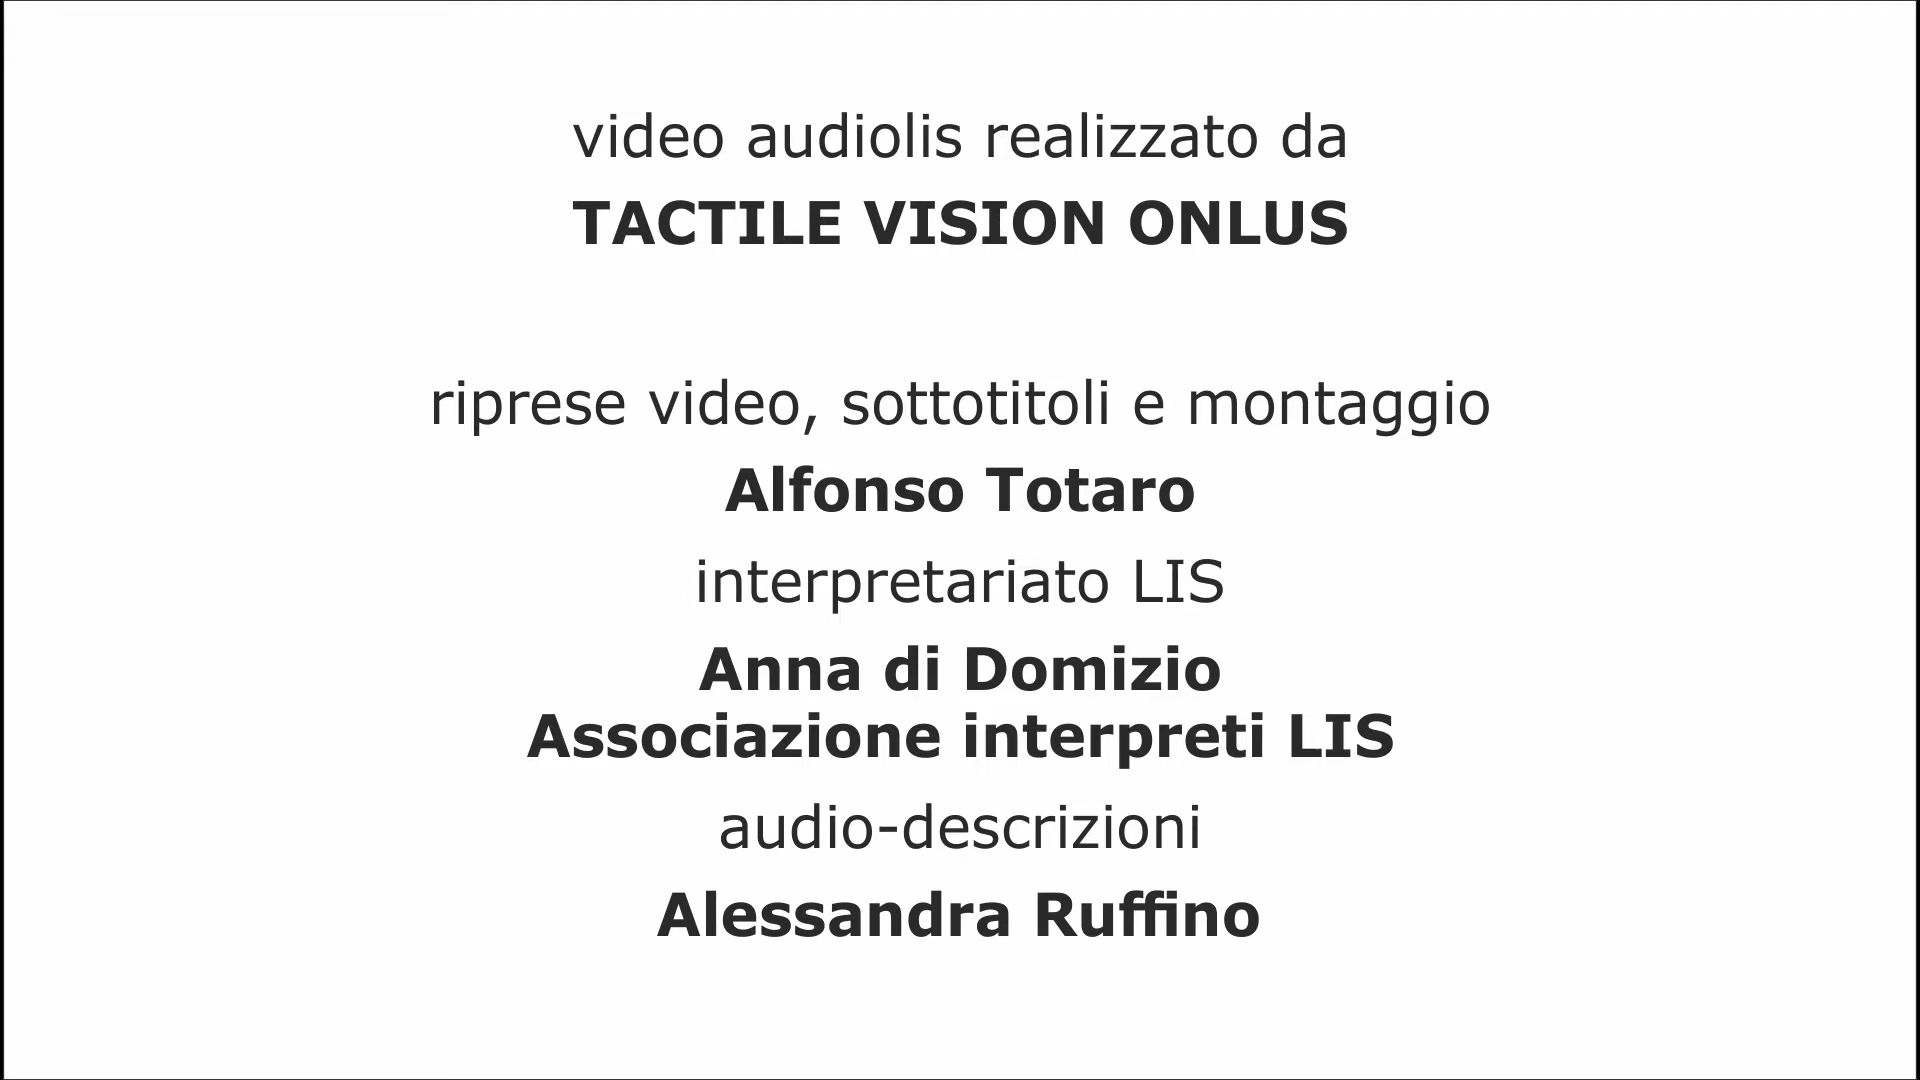 video audiolis realizzato da
TACTILE VISION ONLUS
riprese video, sottotitoli e montaggio
Alfonso Totaro
interpretariato LIS
Anna di Domizio
Associazione interpreti LIS
audio-descrizioni
Alessandra Ruffino